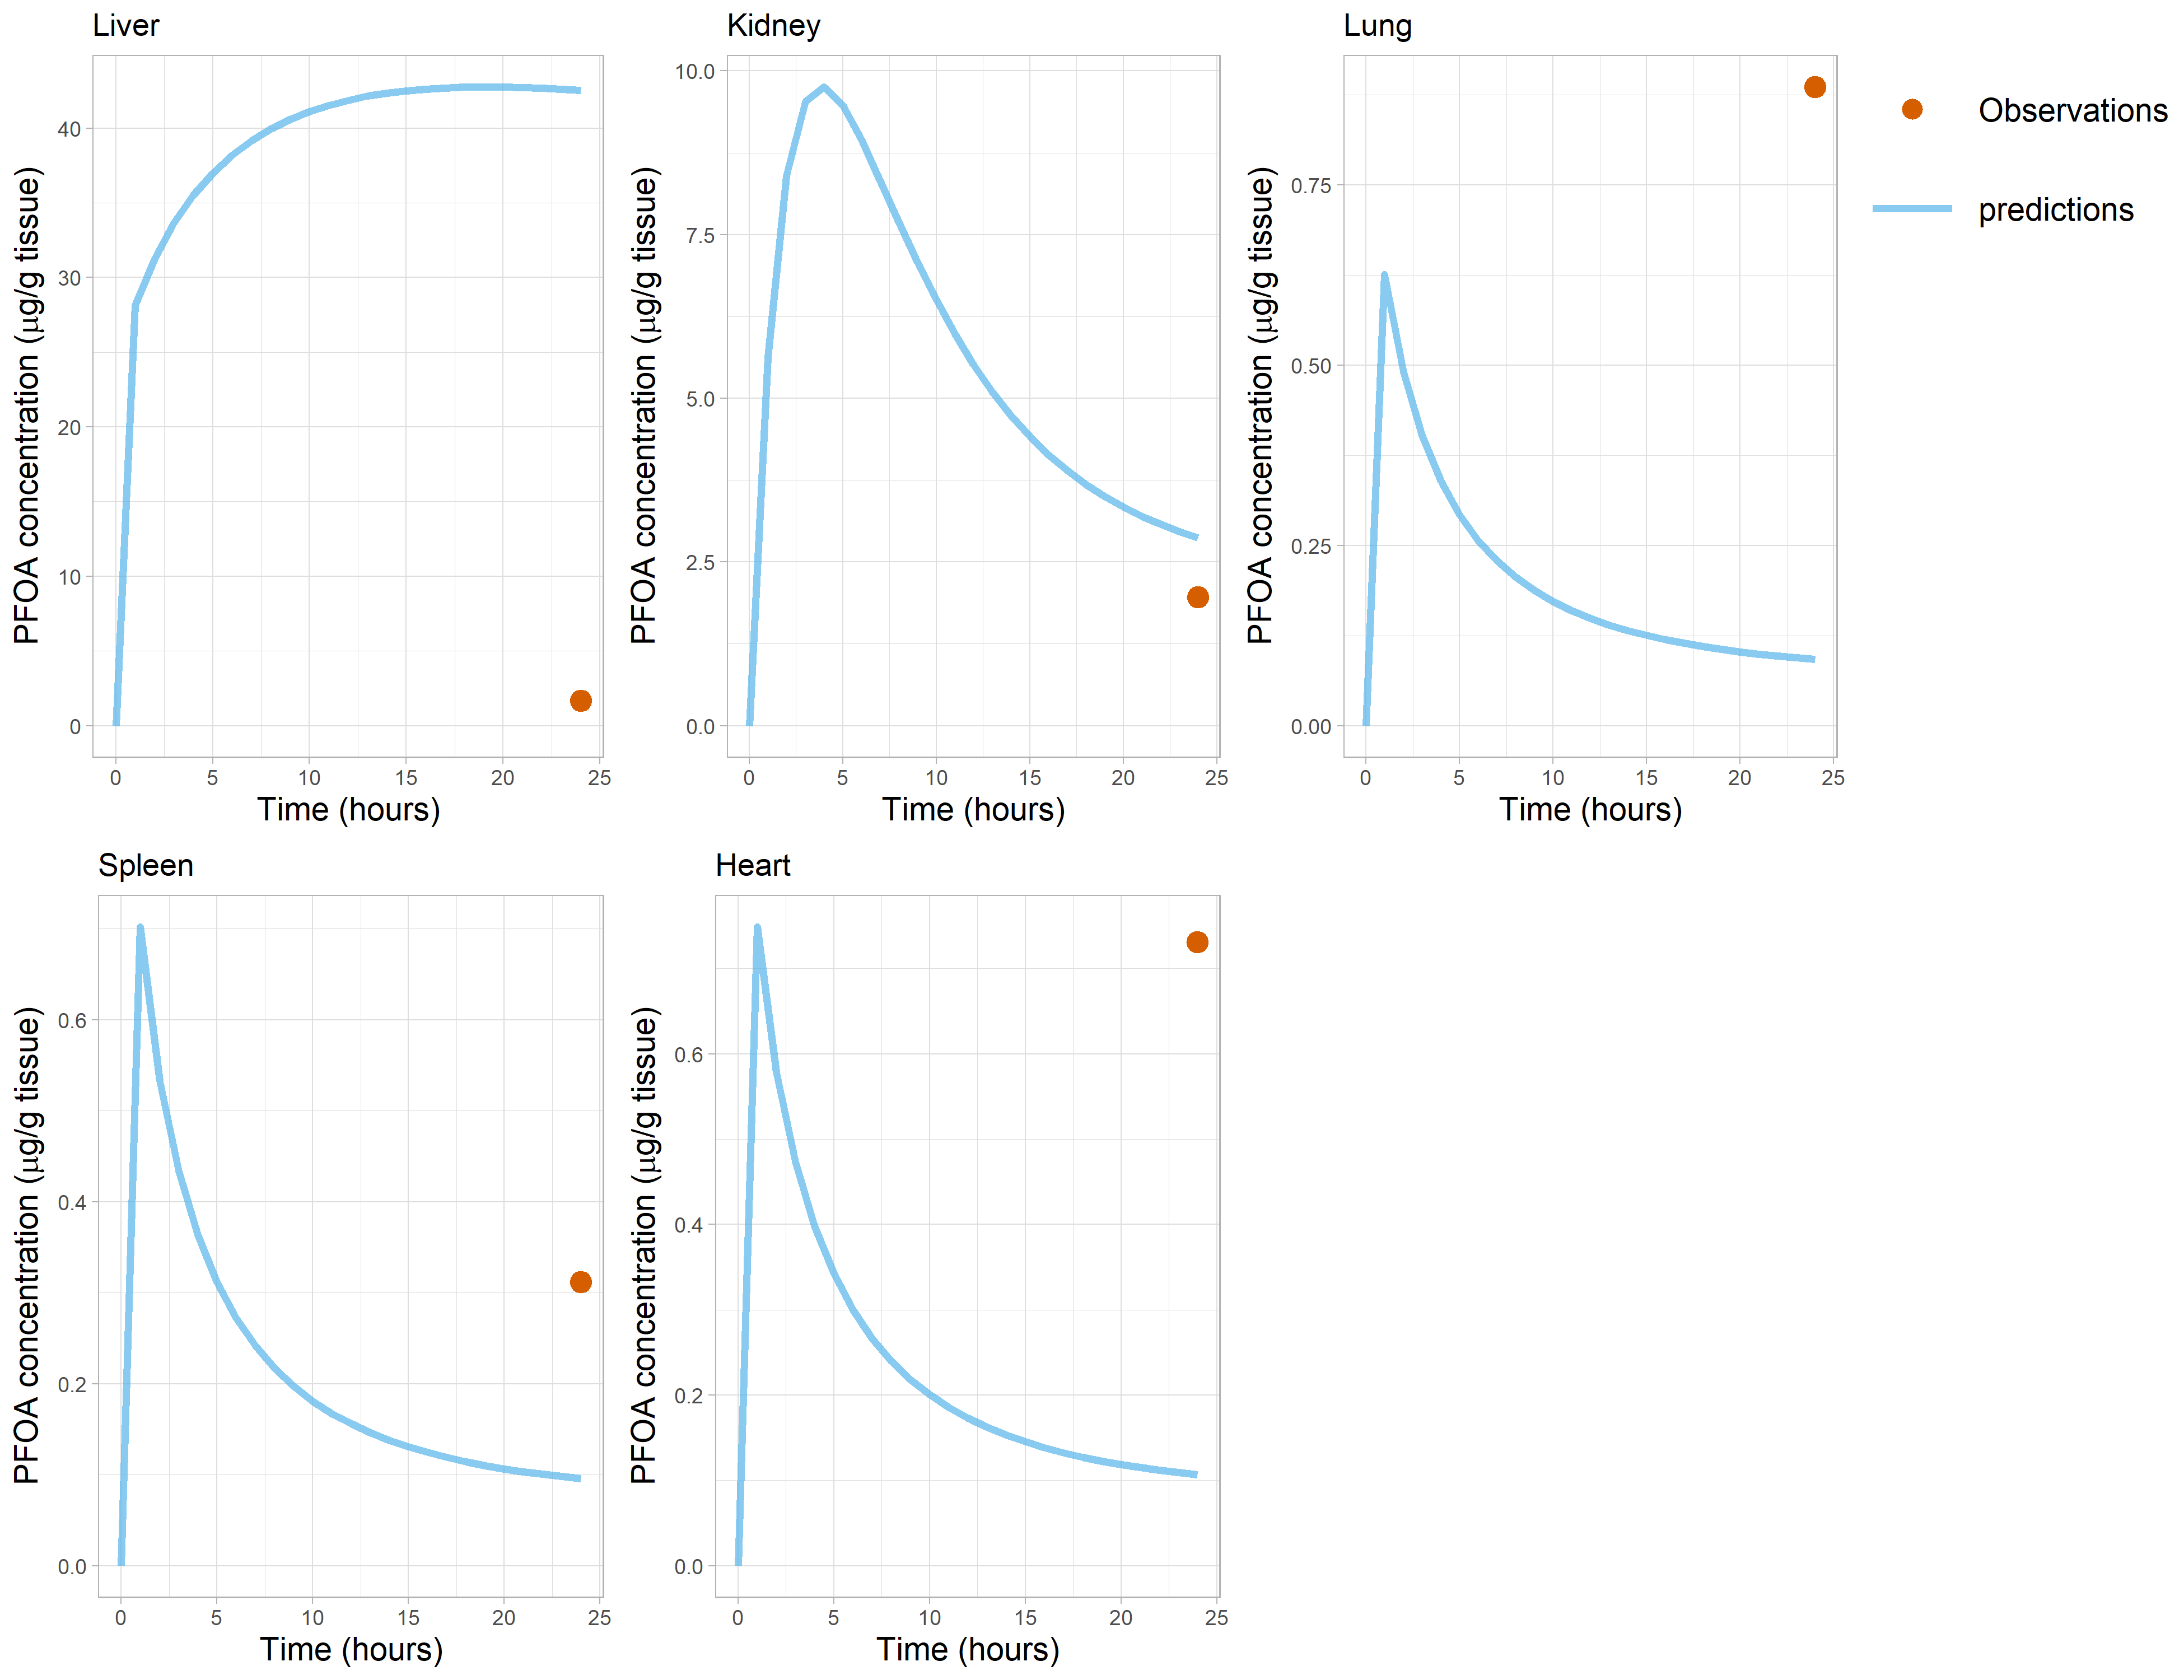 Liver
PFOA concentration (μg/g tissue)
40
30
20
10
0
0 5 10 15 20 25
Time (hours)
Kidney
PFOA concentration (μg/g tissue)
10.0
7.5
5.0
2.5
0.0
0 5 10 15 20 25
Time (hours)
Lung
PFOA concentration (μg/g tissue)
0.75
0.50
0.25
0.00
0 5 10 15 20 25
Time (hours)
Observations
predictions
Spleen
PFOA concentration (μg/g tissue)
0.6
0.4
0.2
0.0
0 5 10 15 20 25
Time (hours)
Heart
PFOA concentration (μg/g tissue)
0.6
0.4
0.2
0.0
0 5 10 15 20 25
Time (hours)